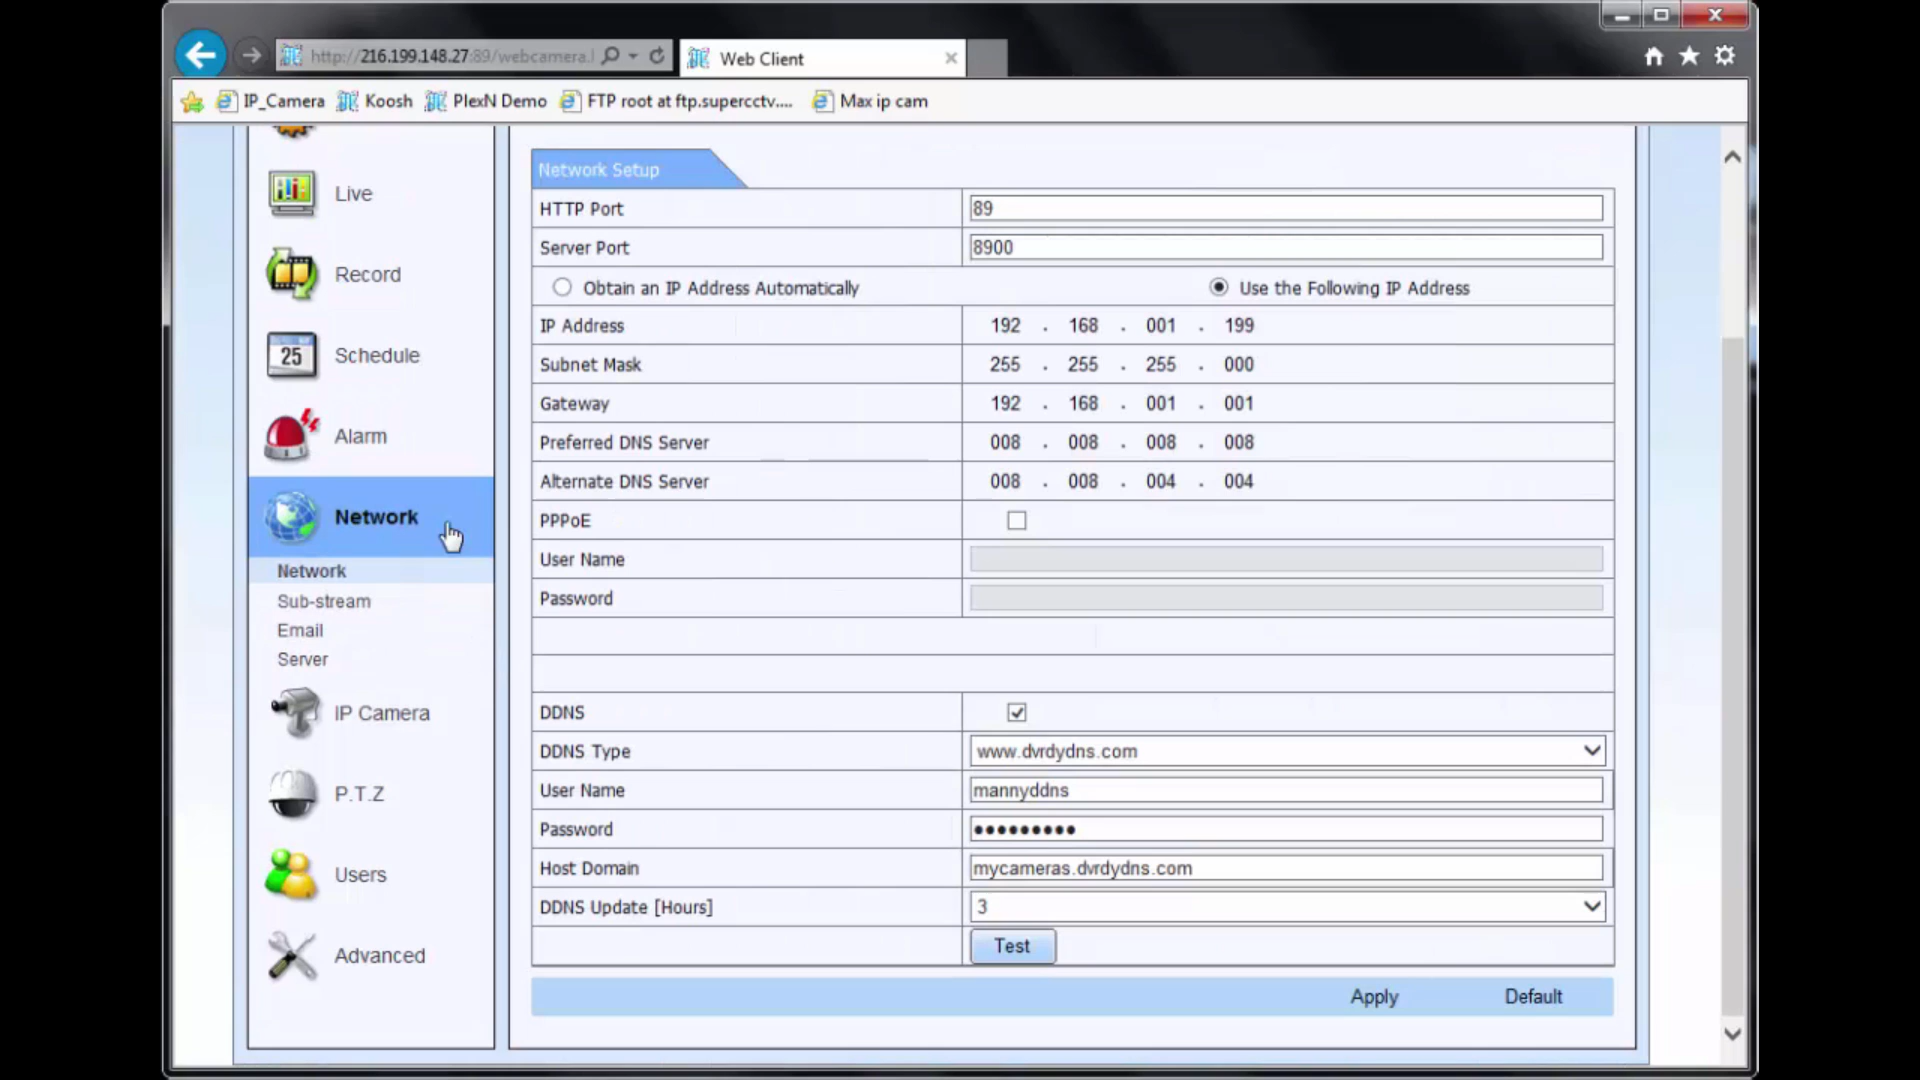 http://216.199.148.27:89/webcamera.
Web Client
IP_Camera Koosh PlexN Demo FTP root at ftp.supercctv.... Max ip cam
Live
Record
Schedule
25
Alarm
Network
Network
Sub-stream
Email
Server
IP Camera
P.T.Z
Users
Advanced
Network Setup
HTTP Port 89
Server Port 8900
Obtain an IP Address Automatically Use the Following IP Address
IP Address 192 . 168 . 001 . 199
Subnet Mask 255 . 255 . 255 . 000
Gateway 192 . 168 . 001 . 001
Preferred DNS Server 008 . 008 . 008 . 008
Alternate DNS Server 008 . 008 . 004 . 004
PPPoE
User Name
Password
DDNS
DDNS Type www.dvrdydns.com
User Name mannyddns
Password •••••••••
Host Domain mycameras.dvrdydns.com
DDNS Update [Hours] 3
Test
Apply Default